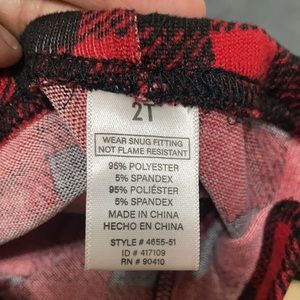 2T
WEAR SNUG FITTING
NOT FLAME RESISTANT
95% POLYESTER
5% SPANDEX
95% POLIÉSTER
5% SPANDEX
MADE IN CHINA
HECHO EN CHINA
STYLE # 4655-51
ID # 417109
RN # 90410